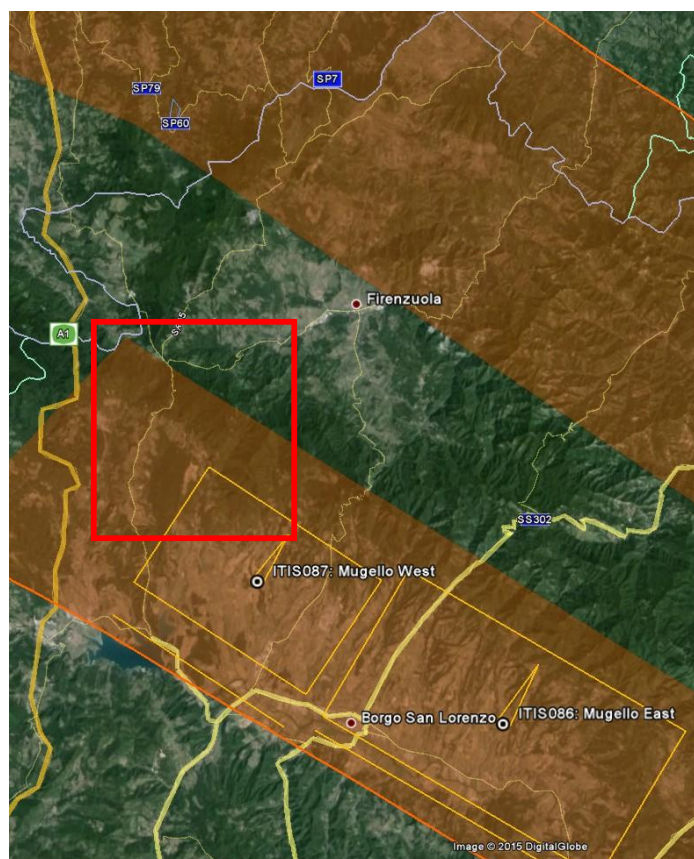 SP7
SP79
SP60
Firenzuola
A1
SS302
ITIS087: Mugello West
Borgo San Lorenzo
ITIS086: Mugello East
Image © 2015 DigitalGlobe